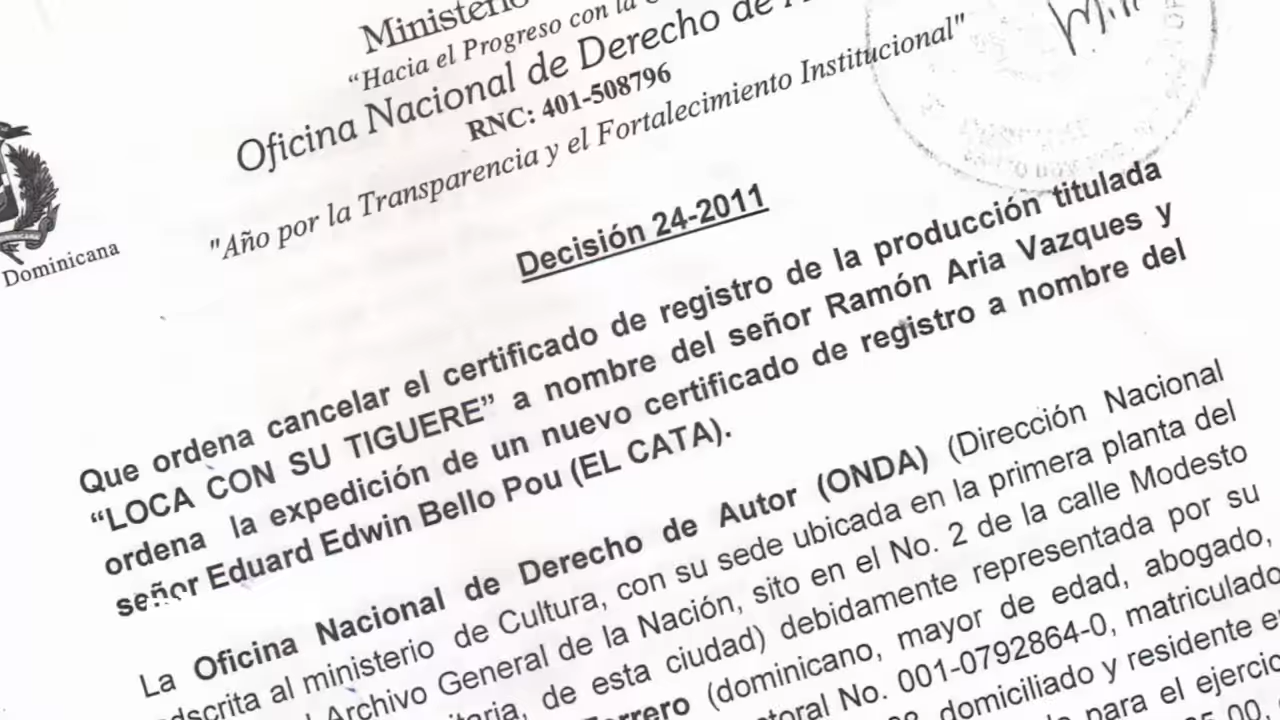 Ministerio
"Hacia el Progreso con la
Oficina Nacional de Derecho de
RNC: 401-508796
"Año por la Transparencia y el Fortalecimiento Institucional"
Dominicana
Decisión 24-2011
Que ordena cancelar el certificado de registro de la producción titulada
"LOCA CON SU TIGUERE" a nombre del señor Ramón Aria Vazques y
ordena la expedición de un nuevo certificado de registro a nombre del
señor Eduard Edwin Bello Pou (EL CATA).
La Oficina Nacional de Derecho de Autor (ONDA) (Dirección Nacional
adscrita al ministerio de Cultura, con su sede ubicada en la primera planta del
Archivo General de la Nación, sito en el No. 2 de la calle Modesto
de esta ciudad) debidamente representada por su
(dominicano, mayor de edad, abogado,
No. 001-0792864-0, matriculado
domiciliado y residente
para el ejercicio